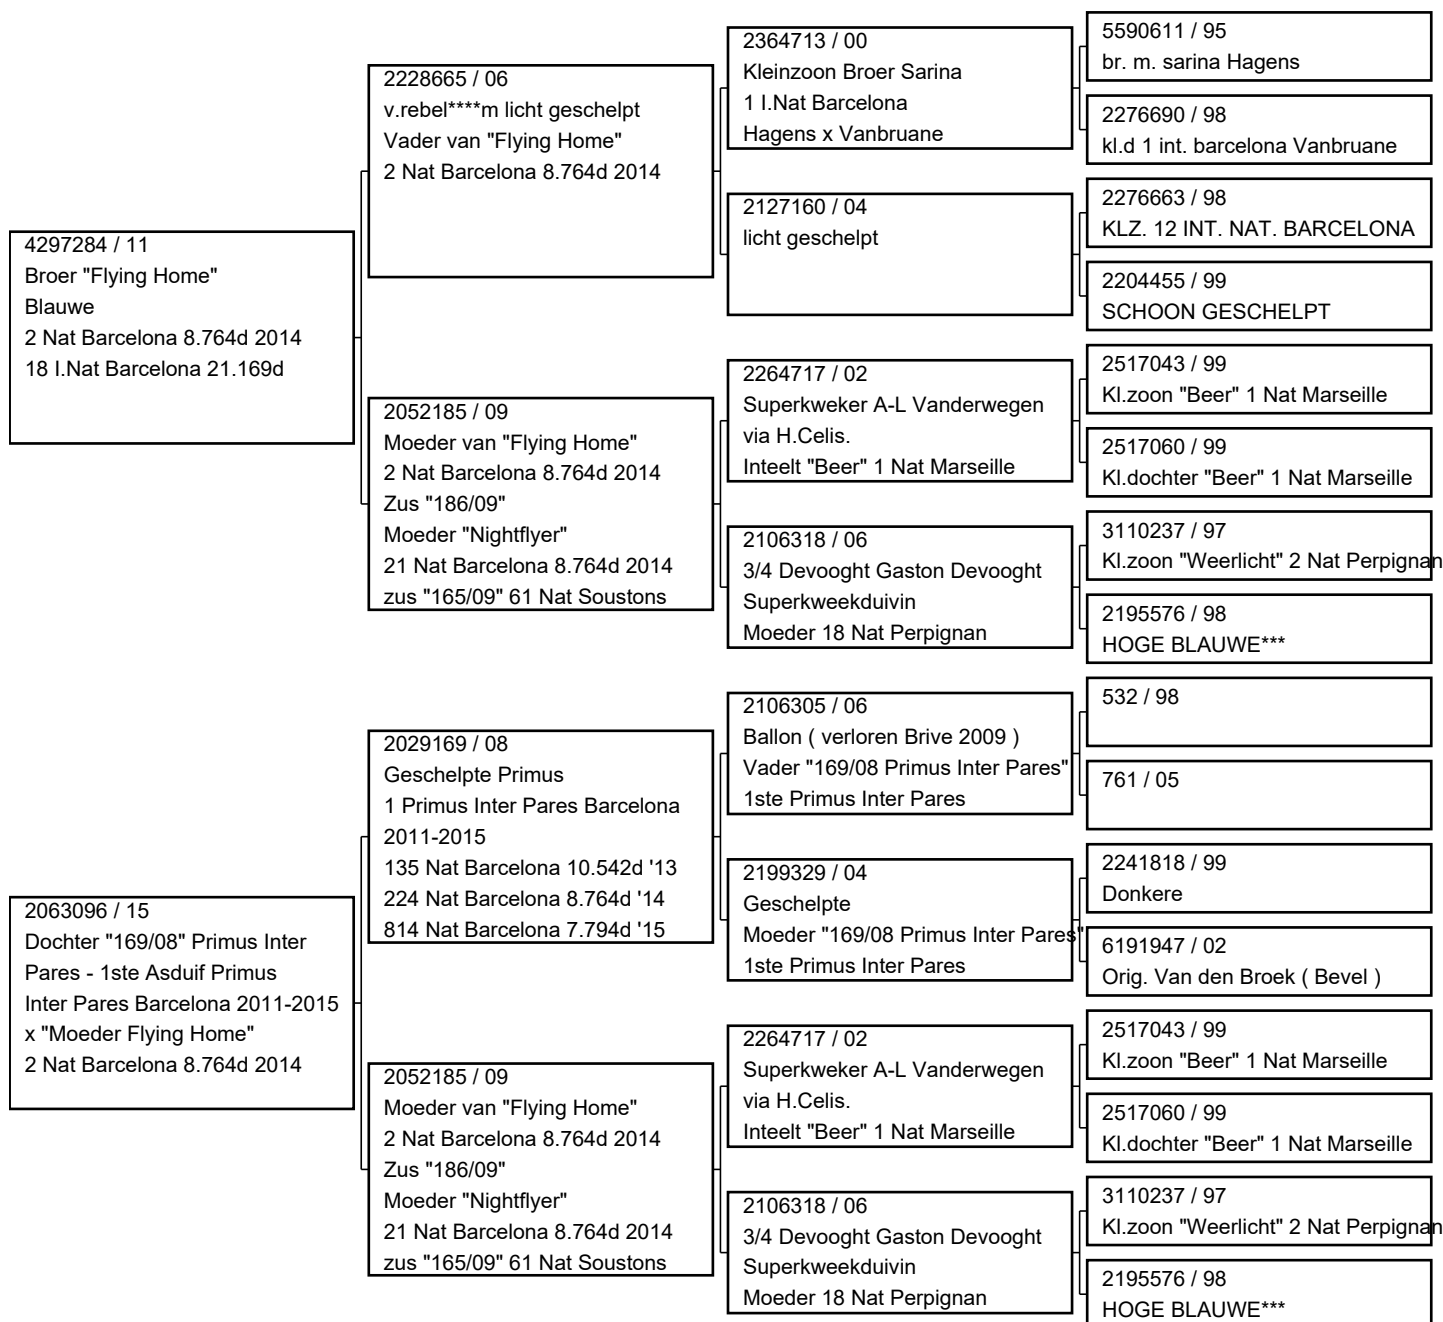 4297284 / 11
Broer "Flying Home"
Blauwe
2 Nat Barcelona 8.764d 2014
18 I.Nat Barcelona 21.169d
2063096 / 15
Dochter "169/08" Primus Inter
Pares - 1ste Asduif Primus
Inter Pares Barcelona 2011-2015
x "Moeder Flying Home"
2 Nat Barcelona 8.764d 2014
2228665 / 06
v.rebel****m licht geschelpt
Vader van "Flying Home"
2 Nat Barcelona 8.764d 2014
2052185 / 09
Moeder van "Flying Home"
2 Nat Barcelona 8.764d 2014
Zus "186/09"
Moeder "Nightflyer"
21 Nat Barcelona 8.764d 2014
zus "165/09" 61 Nat Soustons
2029169 / 08
Geschelpte Primus
1 Primus Inter Pares Barcelona
2011-2015
135 Nat Barcelona 10.542d '13
224 Nat Barcelona 8.764d '14
814 Nat Barcelona 7.794d '15
2052185 / 09
Moeder van "Flying Home"
2 Nat Barcelona 8.764d 2014
Zus "186/09"
Moeder "Nightflyer"
21 Nat Barcelona 8.764d 2014
zus "165/09" 61 Nat Soustons
2364713 / 00
Kleinzoon Broer Sarina
1 I.Nat Barcelona
Hagens x Vanbruane
2127160 / 04
licht geschelpt
2264717 / 02
Superkweker A-L Vanderwegen
via H.Celis.
Inteelt "Beer" 1 Nat Marseille
2106318 / 06
3/4 Devooght Gaston Devooght
Superkweekduivin
Moeder 18 Nat Perpignan
2106305 / 06
Ballon ( verloren Brive 2009 )
Vader "169/08 Primus Inter Pares"
1ste Primus Inter Pares
2199329 / 04
Geschelpte
Moeder "169/08 Primus Inter Pares"
1ste Primus Inter Pares
2264717 / 02
Superkweker A-L Vanderwegen
via H.Celis.
Inteelt "Beer" 1 Nat Marseille
2106318 / 06
3/4 Devooght Gaston Devooght
Superkweekduivin
Moeder 18 Nat Perpignan
5590611 / 95
br. m. sarina Hagens
2276690 / 98
kl.d 1 int. barcelona Vanbruane
2276663 / 98
KLZ. 12 INT. NAT. BARCELONA
2204455 / 99
SCHOON GESCHELPT
2517043 / 99
Kl.zoon "Beer" 1 Nat Marseille
2517060 / 99
Kl.dochter "Beer" 1 Nat Marseille
3110237 / 97
Kl.zoon "Weerlicht" 2 Nat Perpignan
2195576 / 98
HOGE BLAUWE***
532 / 98
761 / 05
2241818 / 99
Donkere
6191947 / 02
Orig. Van den Broek ( Bevel )
2517043 / 99
Kl.zoon "Beer" 1 Nat Marseille
2517060 / 99
Kl.dochter "Beer" 1 Nat Marseille
3110237 / 97
Kl.zoon "Weerlicht" 2 Nat Perpignan
2195576 / 98
HOGE BLAUWE***